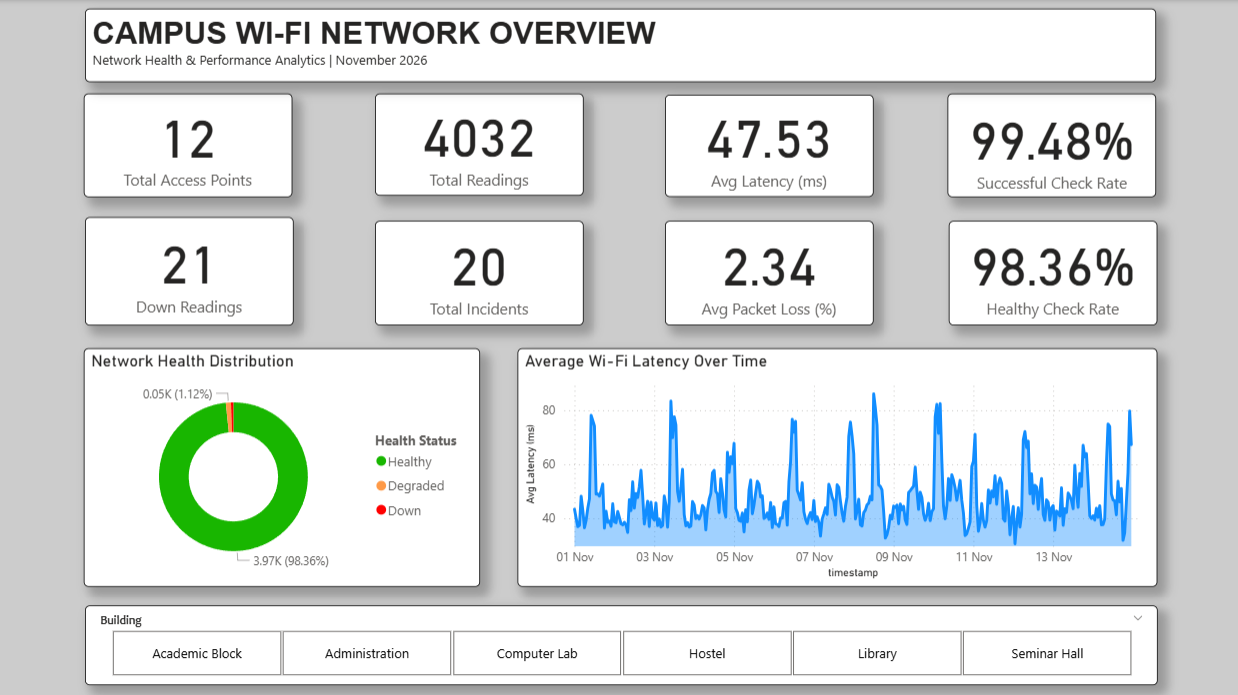 CAMPUS WI-FI NETWORK OVERVIEW
Network Health & Performance Analytics | November 2026
12
Total Access Points
4032
Total Readings
47.53
Avg Latency (ms)
99.48%
Successful Check Rate
21
Down Readings
20
Total Incidents
2.34
Avg Packet Loss (%)
98.36%
Healthy Check Rate
Network Health Distribution
0.05K (1.12%)
3.97K (98.36%)
Health Status
Healthy
Degraded
Down
Average Wi-Fi Latency Over Time
Avg Latency (ms)
80
60
40
01 Nov
03 Nov
05 Nov
07 Nov
09 Nov
11 Nov
13 Nov
timestamp
Building
Academic Block
Administration
Computer Lab
Hostel
Library
Seminar Hall